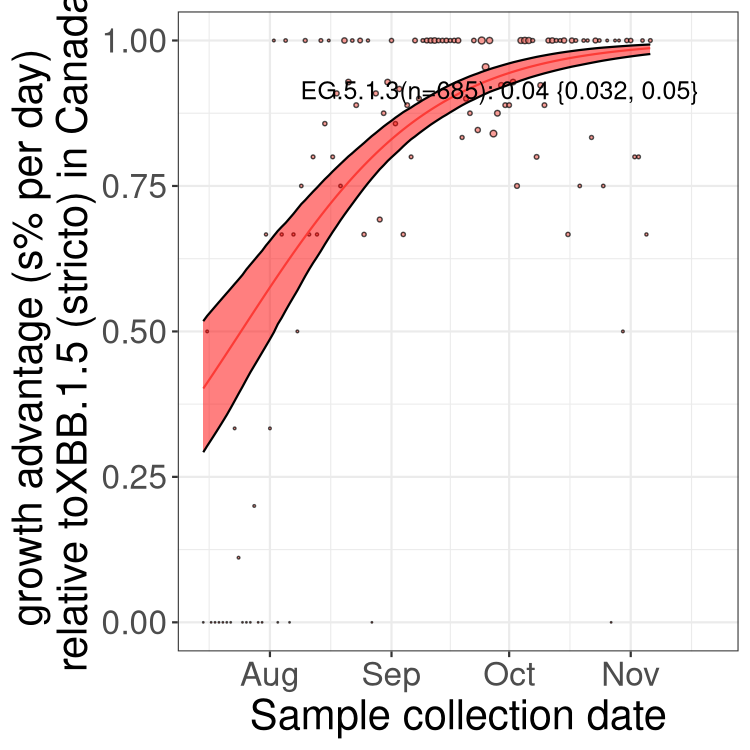 growth advantage (s% per day)
relative toXBB.1.5 (stricto) in Canada
1.00
0.75
0.50
0.25
0.00
EG.5.1.3(n=685): 0.04 {0.032, 0.05}
Aug Sep Oct Nov
Sample collection date